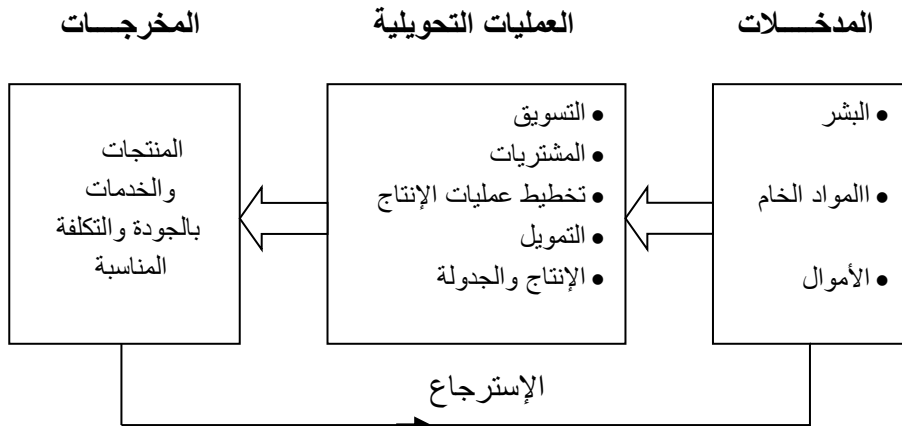 المدخـــــلات
العمليات التحويلية
المخرجـــات
● البشر
● االمواد الخام
● الأموال
● التسويق
● المشتريات
● تخطيط عمليات الإنتاج
● التمويل
● الإنتاج والجدولة
المنتجات
والخدمات
بالجودة والتكلفة
المناسبة
الإسترجاع